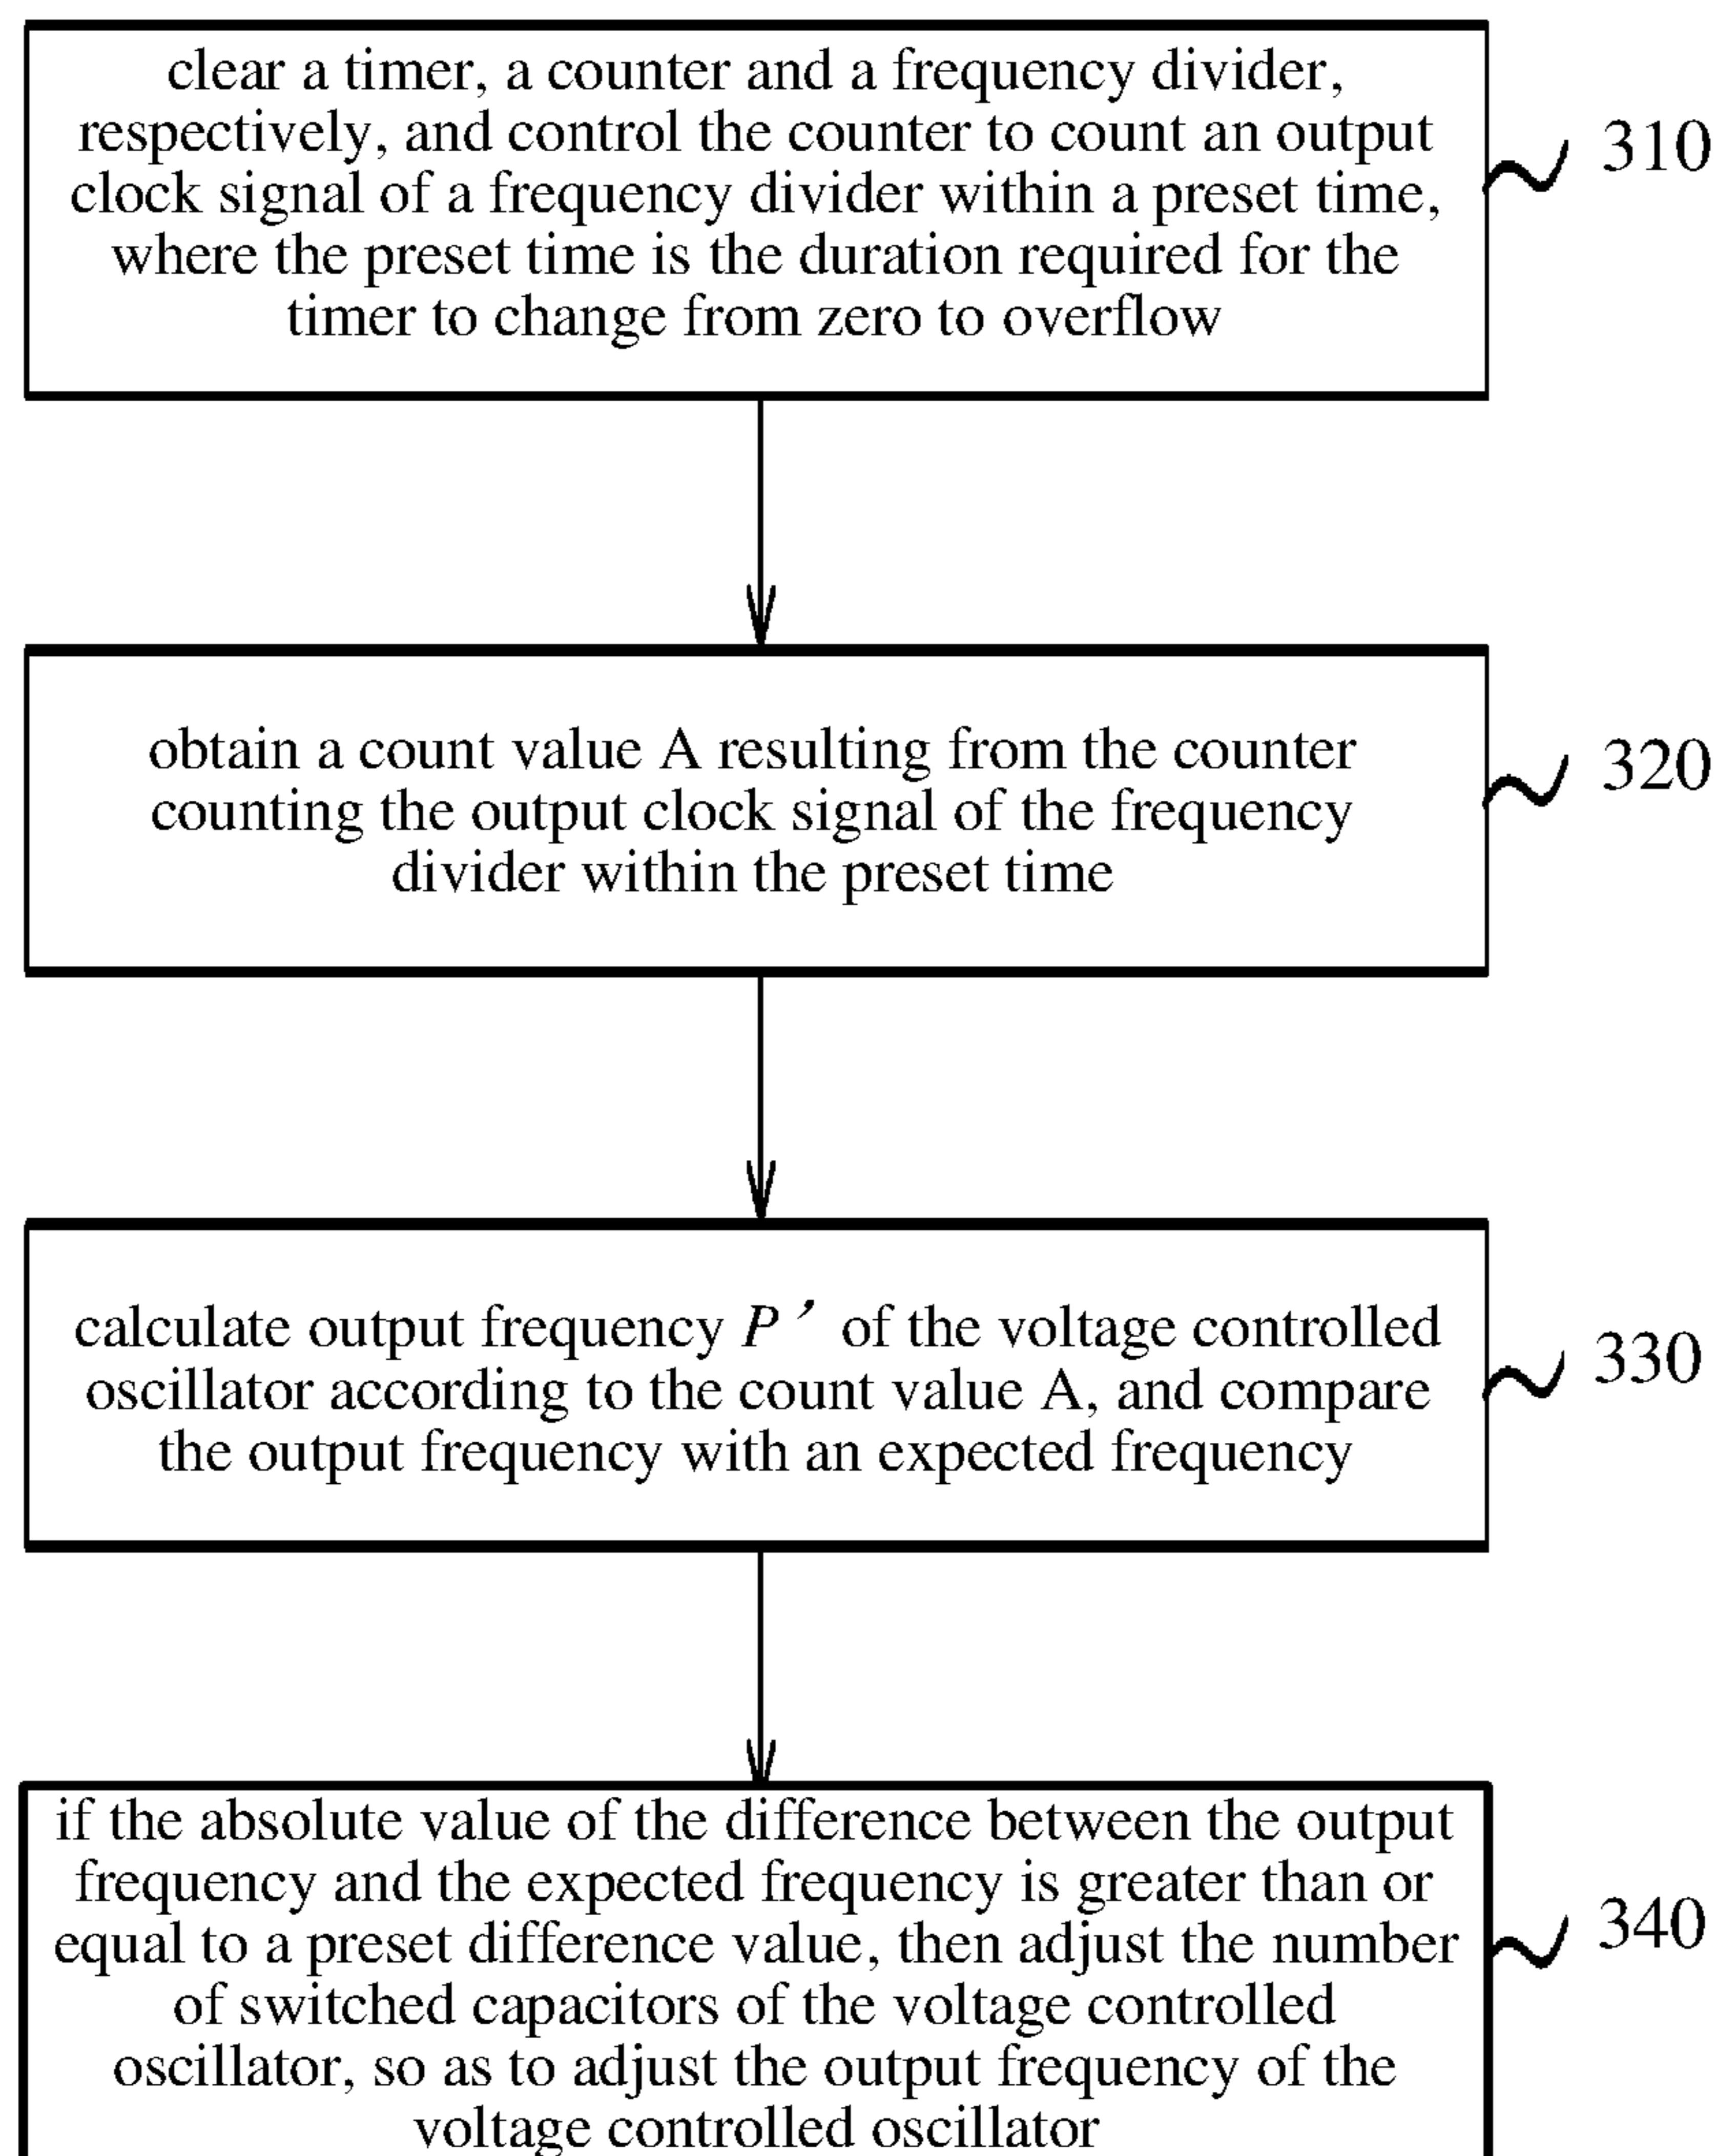 clear a timer, a counter and a frequency divider,
respectively, and control the counter to count an output
clock signal of a frequency divider within a preset time,
where the preset time is the duration required for the
timer to change from zero to overflow
310
obtain a count value A resulting from the counter
counting the output clock signal of the frequency
divider within the preset time
320
calculate output frequency P ′ of the voltage controlled
oscillator according to the count value A, and compare
the output frequency with an expected frequency
330
if the absolute value of the difference between the output
frequency and the expected frequency is greater than or
equal to a preset difference value, then adjust the number
of switched capacitors of the voltage controlled
oscillator, so as to adjust the output frequency of the
voltage controlled oscillator
340